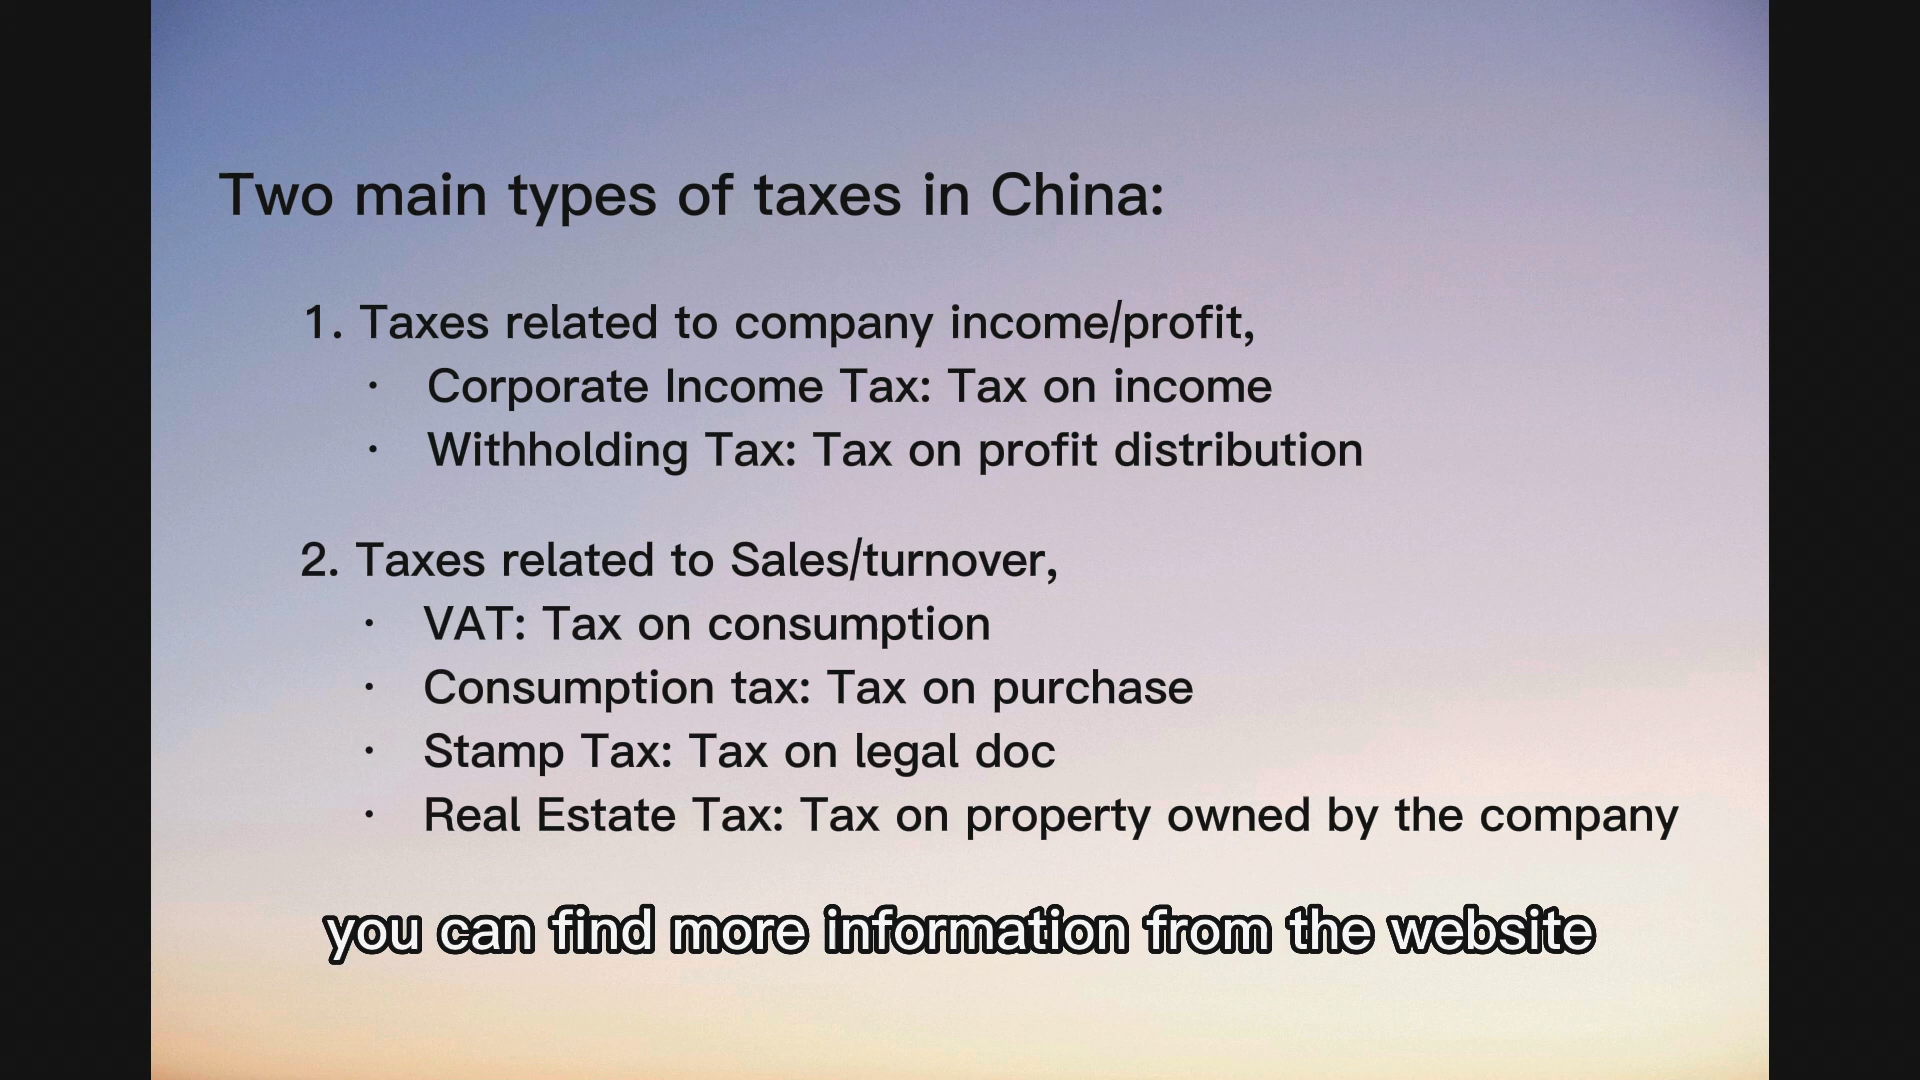 Two main types of taxes in China:
1. Taxes related to company income/profit,
· Corporate Income Tax: Tax on income
· Withholding Tax: Tax on profit distribution
2. Taxes related to Sales/turnover,
· VAT: Tax on consumption
· Consumption tax: Tax on purchase
· Stamp Tax: Tax on legal doc
· Real Estate Tax: Tax on property owned by the company
you can find more information from the website